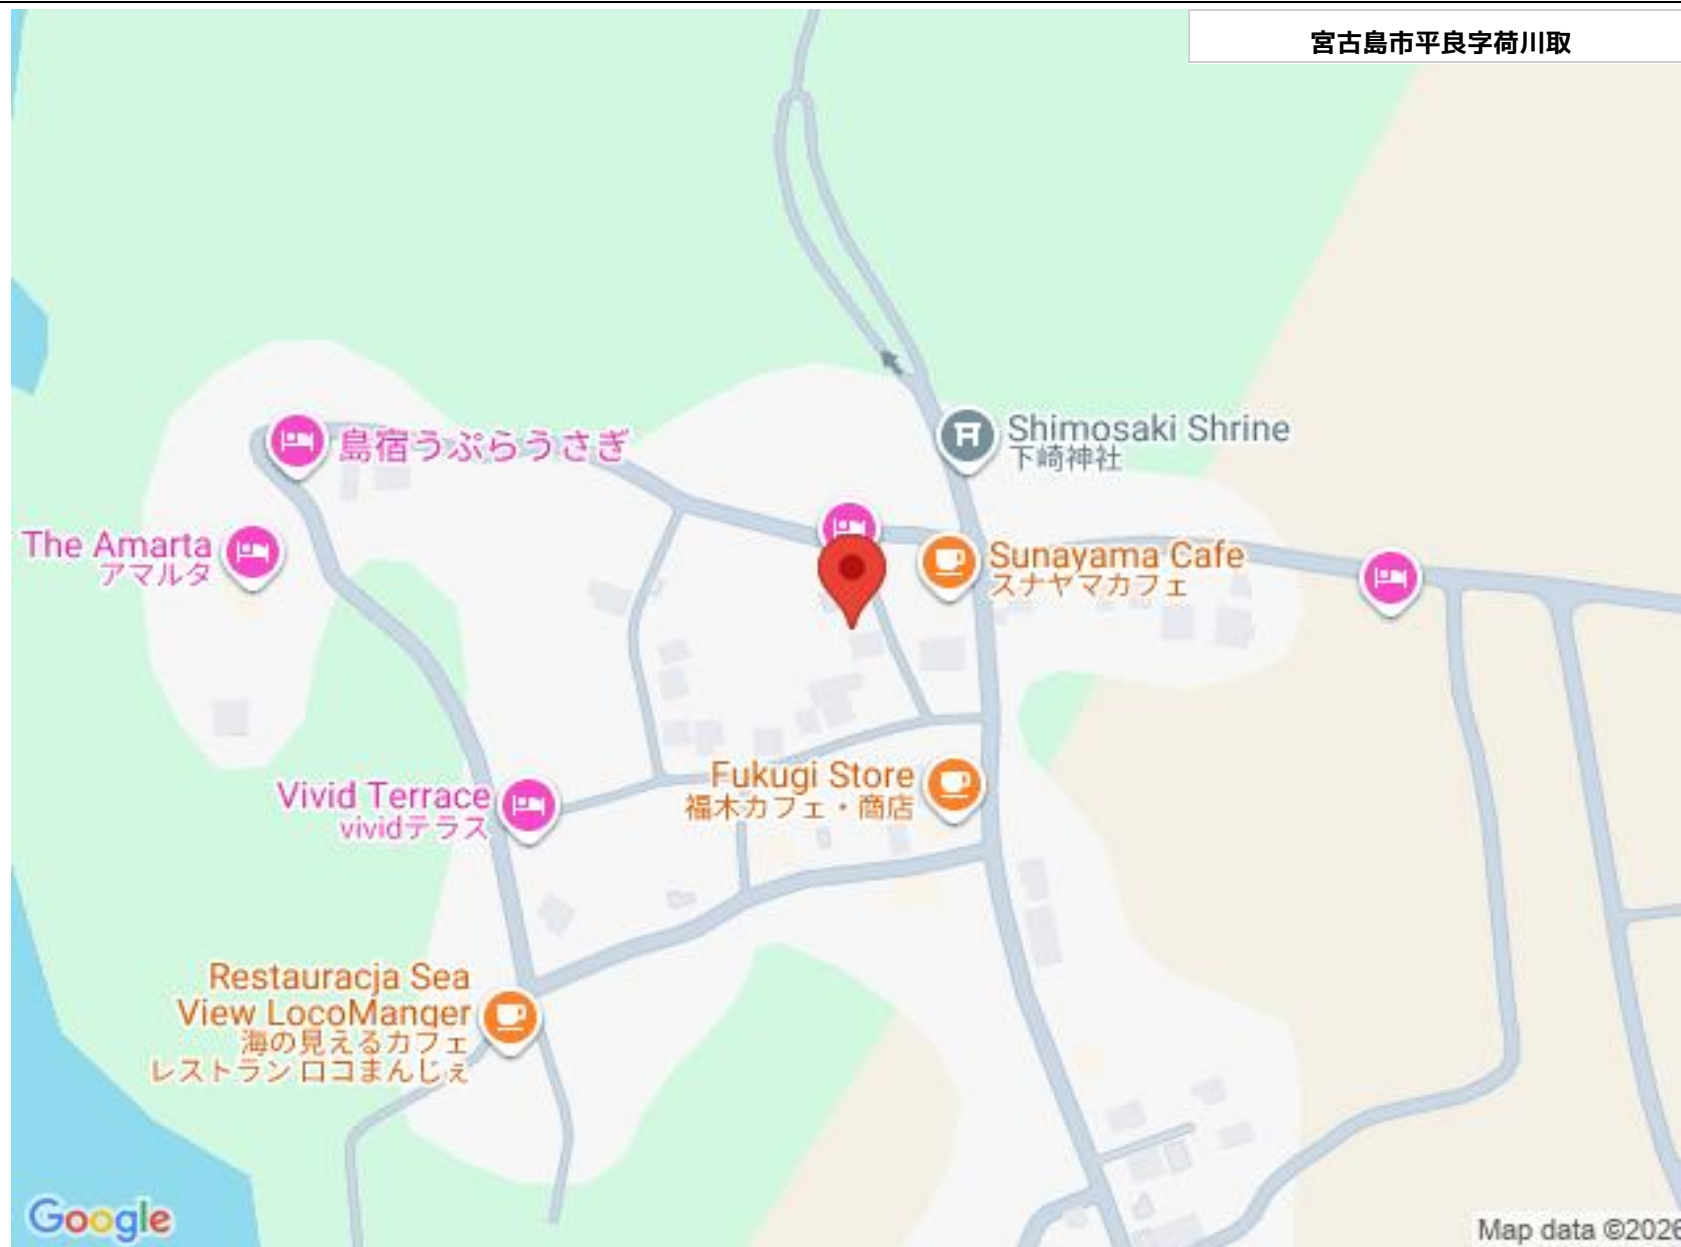 宮古島市平良字荷川取
Shimosaki Shrine
下崎神社
島宿うぷらうさぎ
The Amarta
アマルタ
Sunayama Cafe
スナヤマカフェ
Fukugi Store
福木カフェ・商店
Vivid Terrace
vividテラス
Restauracja Sea
View LocoManger
海の見えるカフェ
レストラン ロコまんじぇ
Google
Map data ©2026